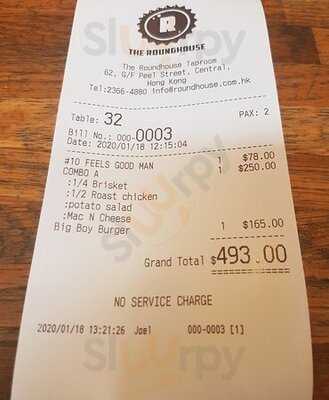 R
THE ROUNDHOUSE
The Roundhouse Taproom
62, G/F Peel Street, Central,
Hong Kong
Tel:2366-4880 info@roundhouse.com.hk
Table: 32 PAX: 2
Bill No.: 000-0003
Date: 2020/01/18 12:15:04
#10 FEELS GOOD MAN 1 $78.00
COMBO A 1 $250.00
:1/4 Brisket
:1/2 Roast chicken
:potato salad
:Mac N Cheese
Big Boy Burger 1 $165.00
Grand Total $493.00
NO SERVICE CHARGE
2020/01/18 13:21:26 Joel 000-0003 [1]
Sluurpy
Sluurpy
Sluurpy